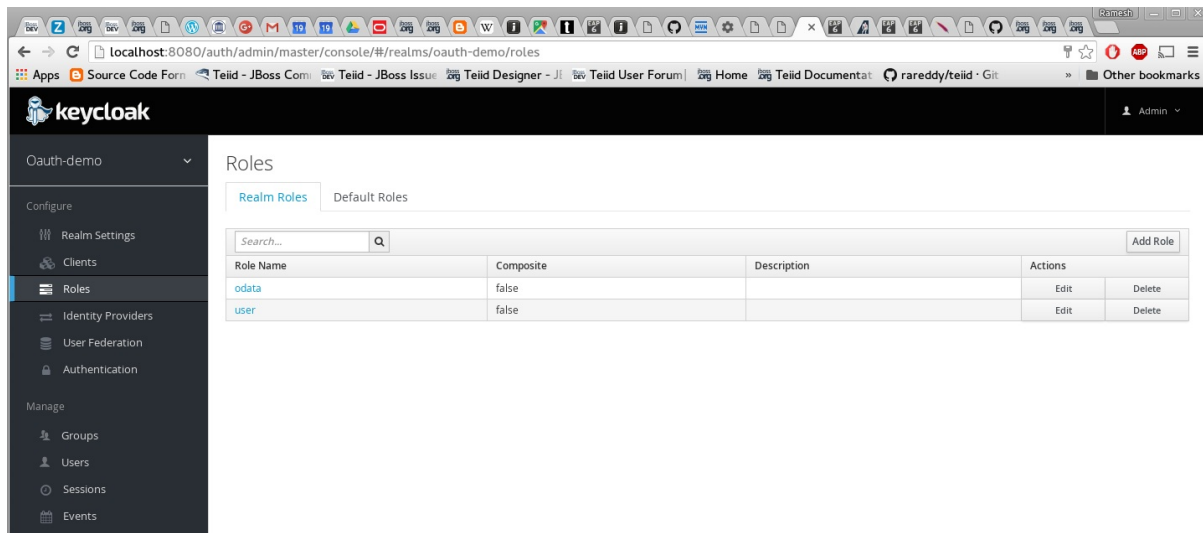 Ramesh
localhost:8080/auth/admin/master/console/#/realms/oauth-demo/roles
Apps Source Code Forn Teiid - JBoss Com Teiid - JBoss Issue Teiid Designer - JI Teiid User Forum Home Teiid Documentat rareddy/teiid · Git » Other bookmarks
keycloak
Admin
Oauth-demo
Roles
Realm Roles Default Roles
Configure
Realm Settings
Search...
Add Role
Clients
Role Name Composite Description Actions
Roles
odata false Edit Delete
Identity Providers
user false Edit Delete
User Federation
Authentication
Manage
Groups
Users
Sessions
Events